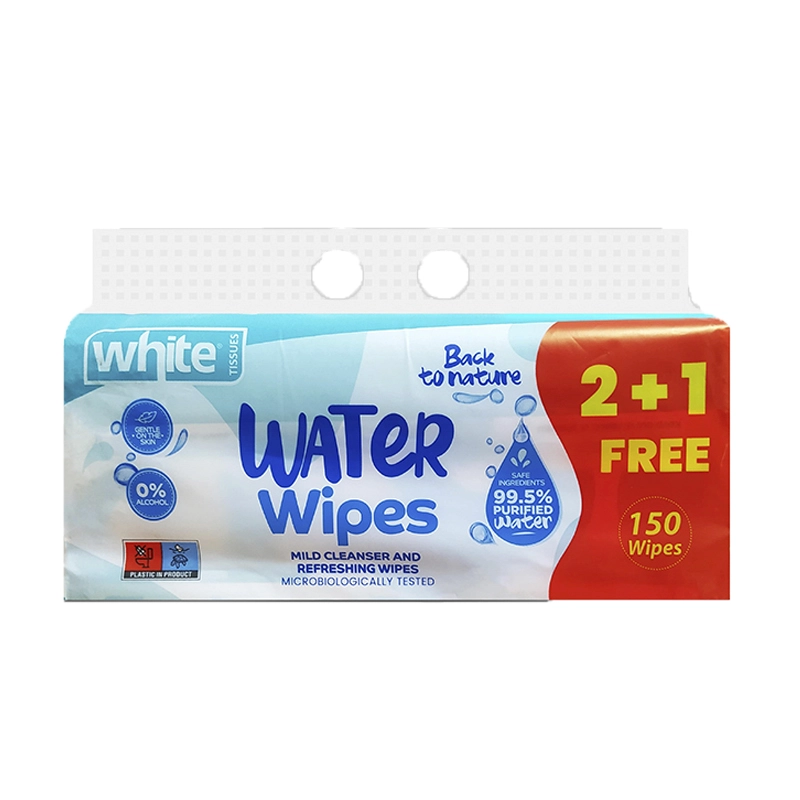 white
TISSUES
Back
to nature
2+1
FREE
GENTLE
• ON THE •
SKIN
WATER
Wipes
0%
ALCOHOL
SAFE
INGREDIENTS
99.5%
PURIFIED
water
150
Wipes
MILD CLEANSER AND
REFRESHING WIPES
MICROBIOLOGICALLY TESTED
PLASTIC IN PRODUCT